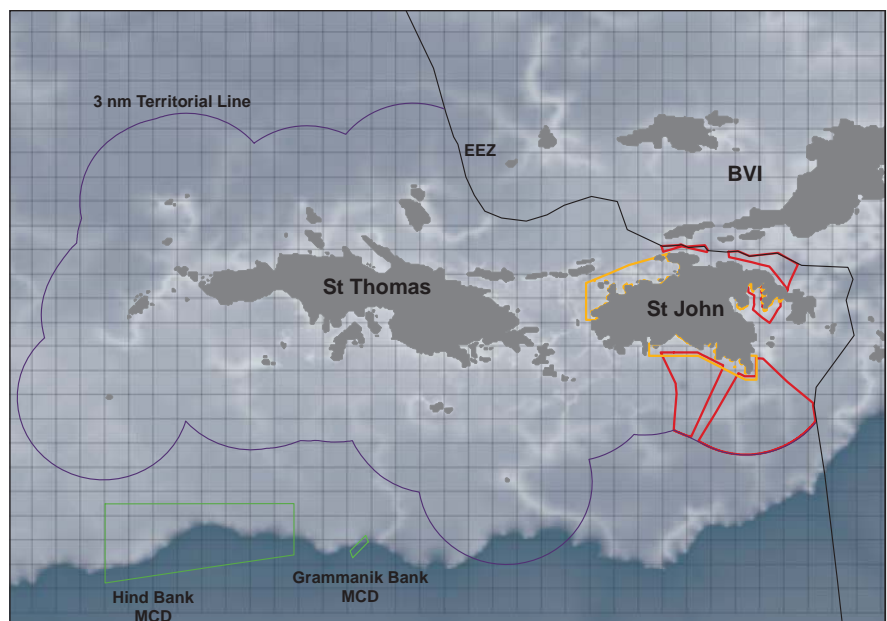 3 nm Territorial Line
EEZ
BVI
St Thomas
St John
Grammanik Bank
MCD
Hind Bank
MCD